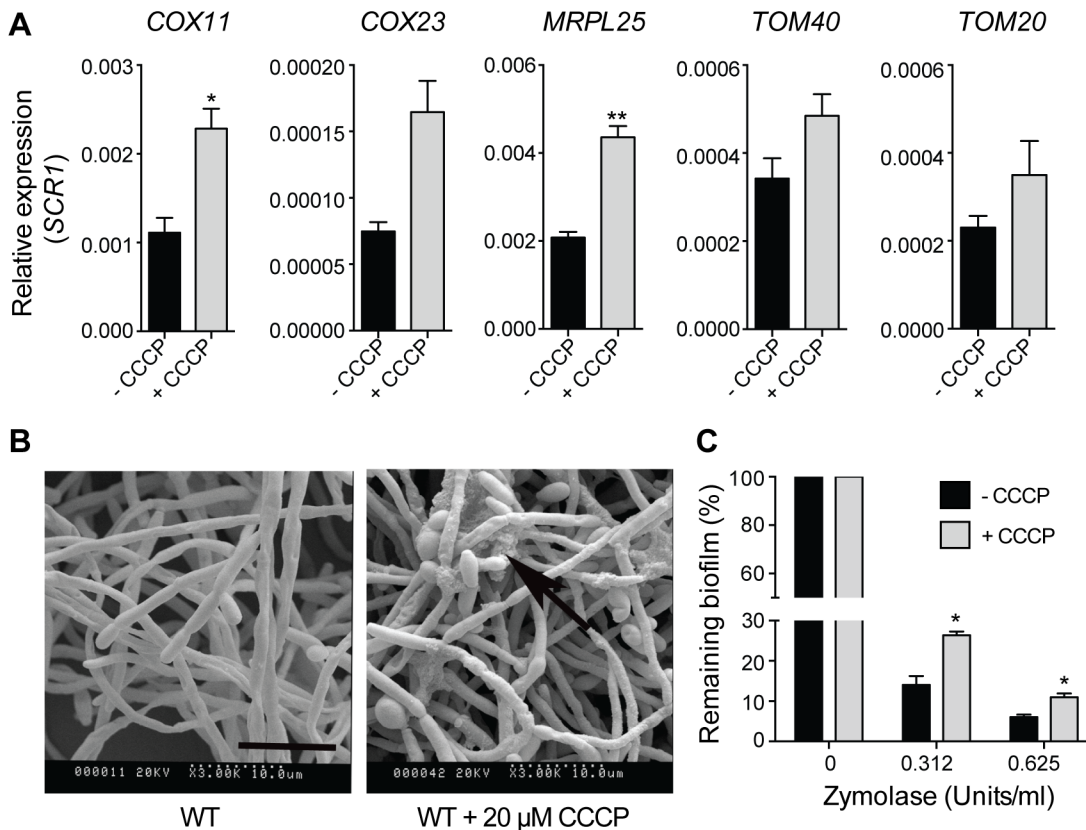 A
COX11 COX23 MRPL25 TOM40 TOM20
Relative expression
(SCR1)
0.003
0.002
0.001
0.000
- CCCP
+ CCCP
*
0.00020
0.00015
0.00010
0.00005
0.00000
- CCCP
+ CCCP
0.006
0.004
0.002
0.000
- CCCP
+ CCCP
**
0.0006
0.0004
0.0002
0.0000
- CCCP
+ CCCP
0.0006
0.0004
0.0002
0.0000
- CCCP
+ CCCP
B
000011 20KV X3.00K 10.0um
WT
000042 20KV X3.00K 10.0um
WT + 20 µM CCCP
C
Remaining biofilm (%)
100
80
60
30
20
10
0
- CCCP
+ CCCP
*
*
0 0.312 0.625
Zymolase (Units/ml)